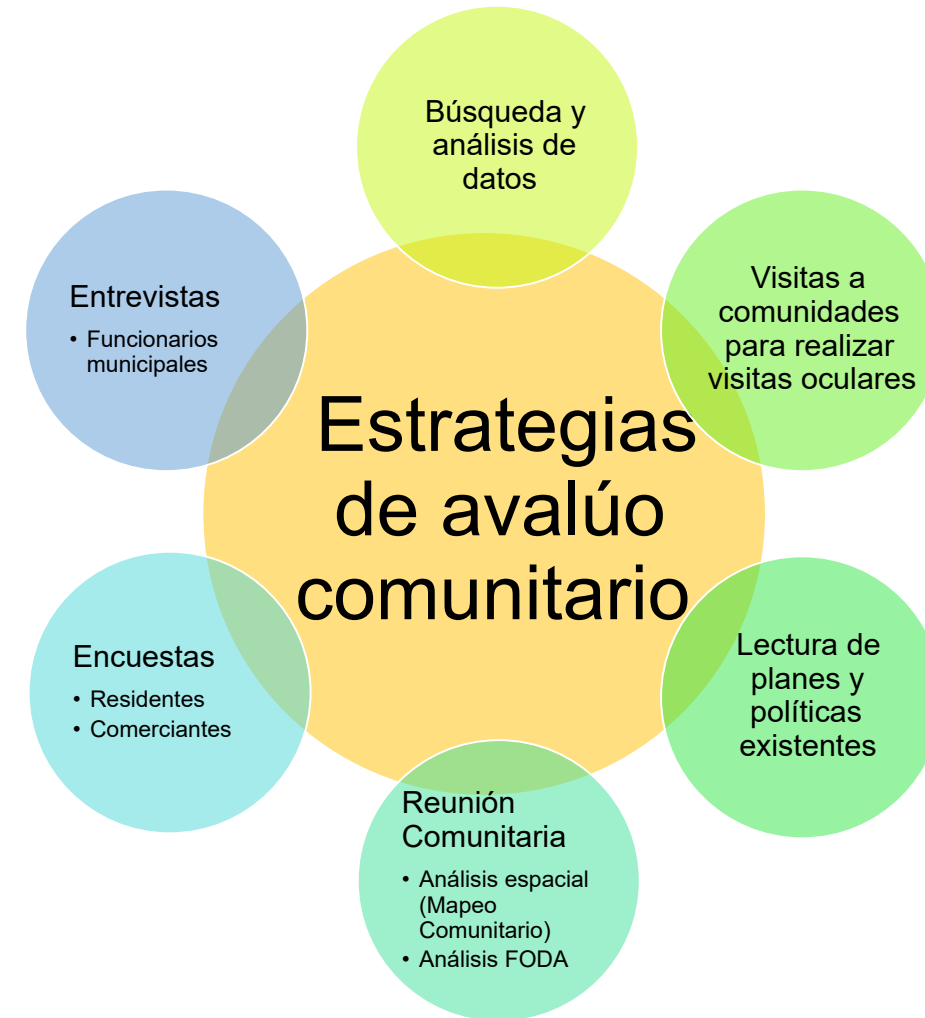 Búsqueda y
análisis de
datos
Visitas a
comunidades
para realizar
visitas oculares
Lectura de
planes y
políticas
existentes
Reunión
Comunitaria
• Análisis espacial
(Mapeo
Comunitario)
• Análisis FODA
Encuestas
• Residentes
• Comerciantes
Entrevistas
• Funcionarios
municipales
Estrategias
de avalúo
comunitario